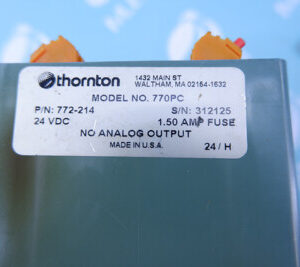 thornton
1432 MAIN ST
WALTHAM, MA 02154-1632
MODEL NO. 770PC
P/N: 772-214 S/N: 312125
24 VDC 1.50 AMP FUSE
NO ANALOG OUTPUT
MADE IN U.S.A. 24 / H